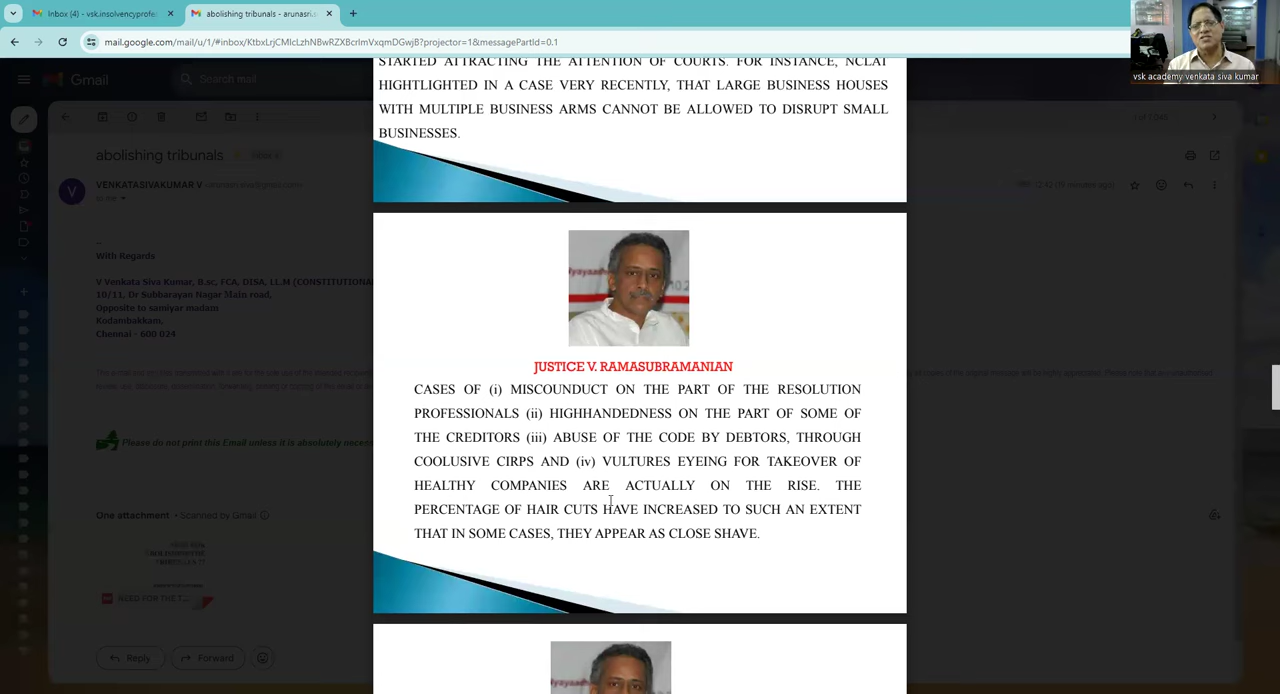 Inbox (4) - vsk.insolvencyprofe
abolishing tribunals - arunasri.s
mail.google.com/mail/u/1/#inbox/KtbxLrjCMlcLzhNBwRZXBcrlmVxqmDGwjB?projector=1&messagePartId=0.1
vsk academy venkata siva kumar
Gmail
Search mail
STARTED ATTRACTING THE ATTENTION OF COURTS. FOR INSTANCE, NCLAT
HIGHTLIGHTED IN A CASE VERY RECENTLY, THAT LARGE BUSINESS HOUSES
WITH MULTIPLE BUSINESS ARMS CANNOT BE ALLOWED TO DISRUPT SMALL
BUSINESSES.
abolishing tribunals
VENKATASIVAKUMAR V
to me
--
With Regards
V Venkata Siva Kumar, B.sc, FCA, DISA, LL.M (CONSTITUTIONA
10/11, Dr Subbarayan Nagar Main road,
Opposite to samiyar madam
Kodambakkam,
Chennai - 600 024
JUSTICE V. RAMASUBRAMANIAN
CASES OF (i) MISCOUNDUCT ON THE PART OF THE RESOLUTION
PROFESSIONALS (ii) HIGHHANDEDNESS ON THE PART OF SOME OF
THE CREDITORS (iii) ABUSE OF THE CODE BY DEBTORS, THROUGH
COOLUSIVE CIRPS AND (iv) VULTURES EYEING FOR TAKEOVER OF
HEALTHY COMPANIES ARE ACTUALLY ON THE RISE. THE
PERCENTAGE OF HAIR CUTS HAVE INCREASED TO SUCH AN EXTENT
THAT IN SOME CASES, THEY APPEAR AS CLOSE SHAVE.
Please do not print this Email unless it is absolutely neces
One attachment • Scanned by Gmail
Reply
Forward